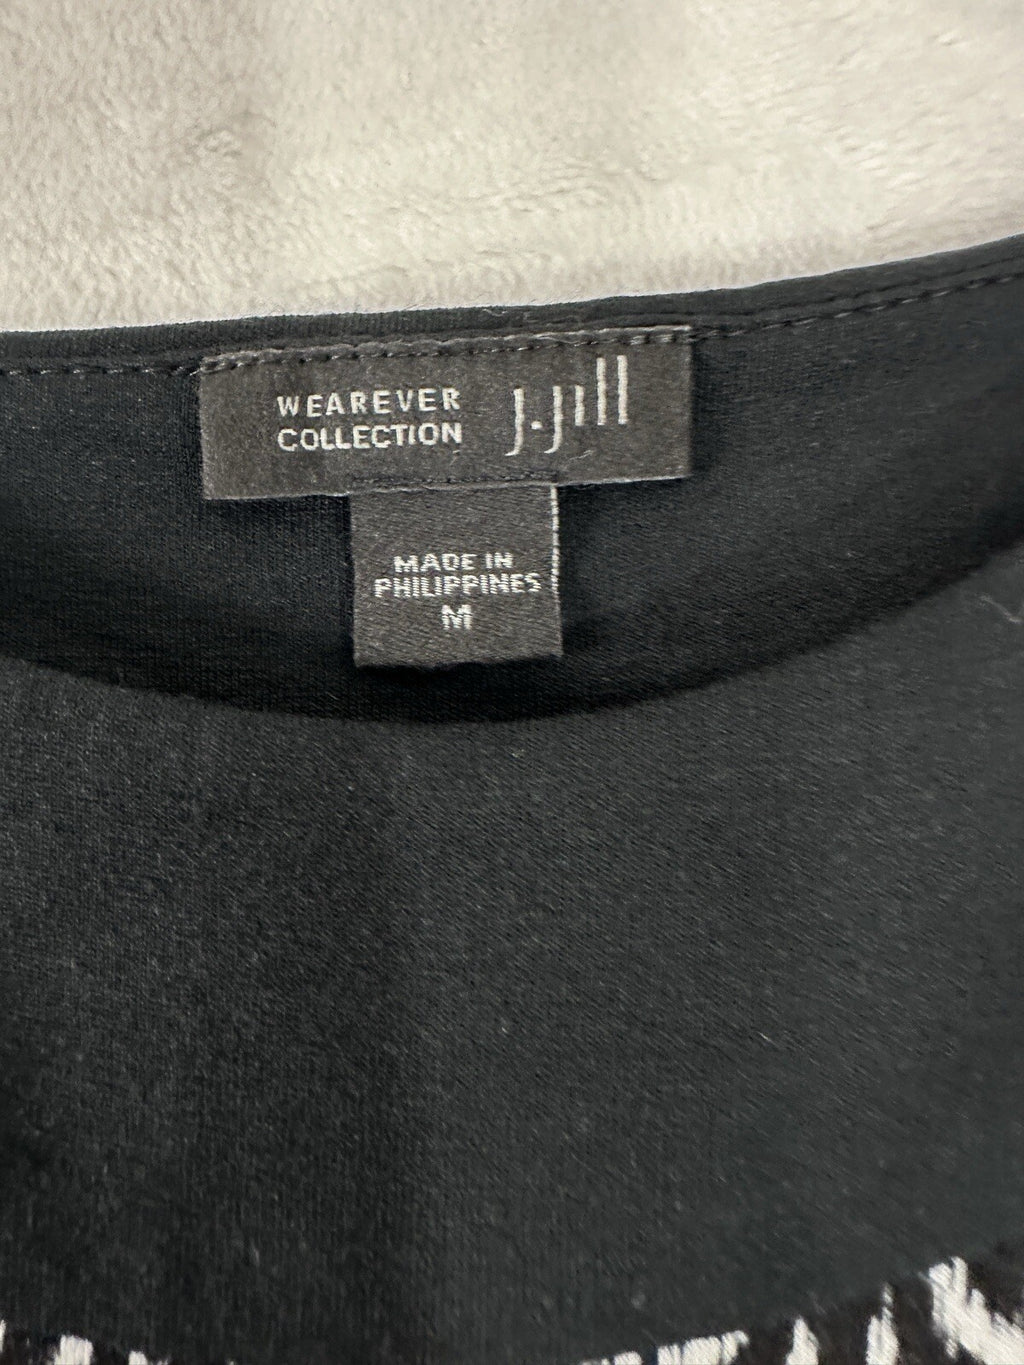 WEAREVER
COLLECTION
J.Jill
MADE IN
PHILIPPINES
M